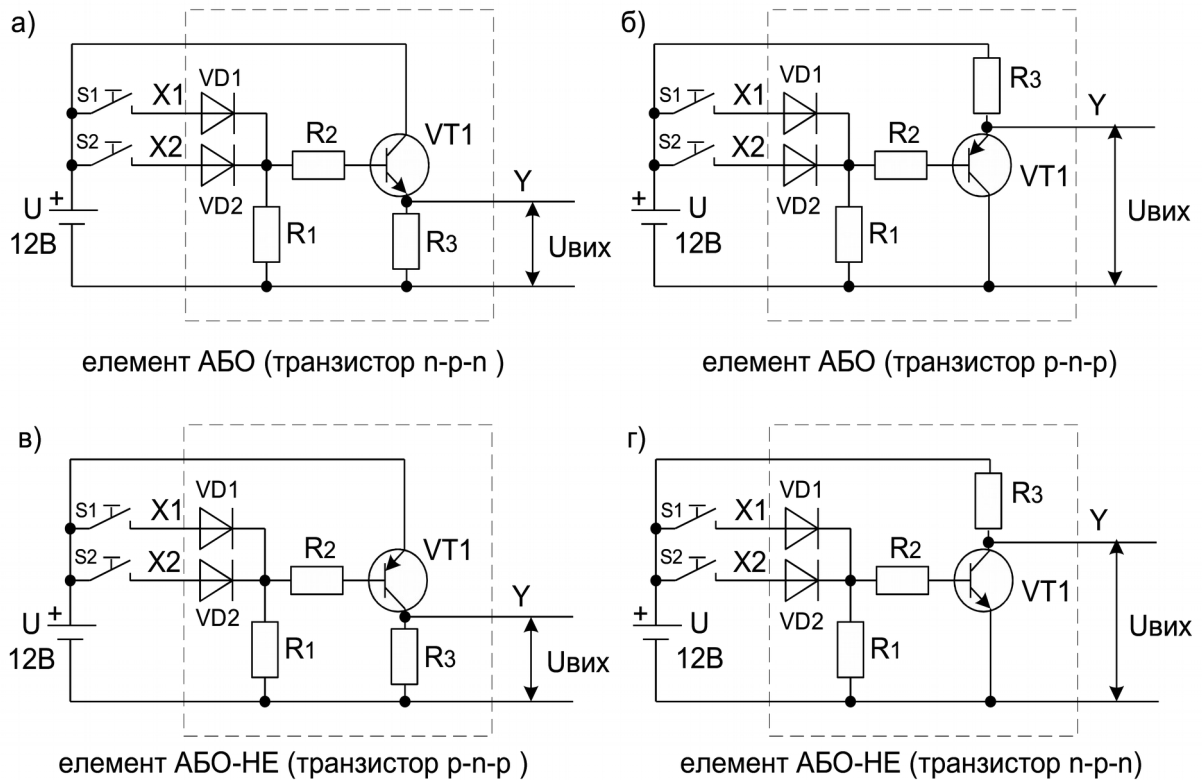 а)
S1
X1
VD1
S2
X2
VD2
R2
VT1
Y
+
U
12В
R1
R3
Uвих
елемент АБО (транзистор n-p-n )
б)
S1
X1
VD1
S2
X2
VD2
R3
Y
R2
VT1
+
U
12В
R1
Uвих
елемент АБО (транзистор p-n-p)
в)
S1
X1
VD1
S2
X2
VD2
R2
VT1
Y
+
U
12В
R1
R3
Uвих
елемент АБО-НЕ (транзистор p-n-p )
г)
S1
X1
VD1
S2
X2
VD2
R3
Y
R2
VT1
+
U
12В
R1
Uвих
елемент АБО-НЕ (транзистор n-p-n)